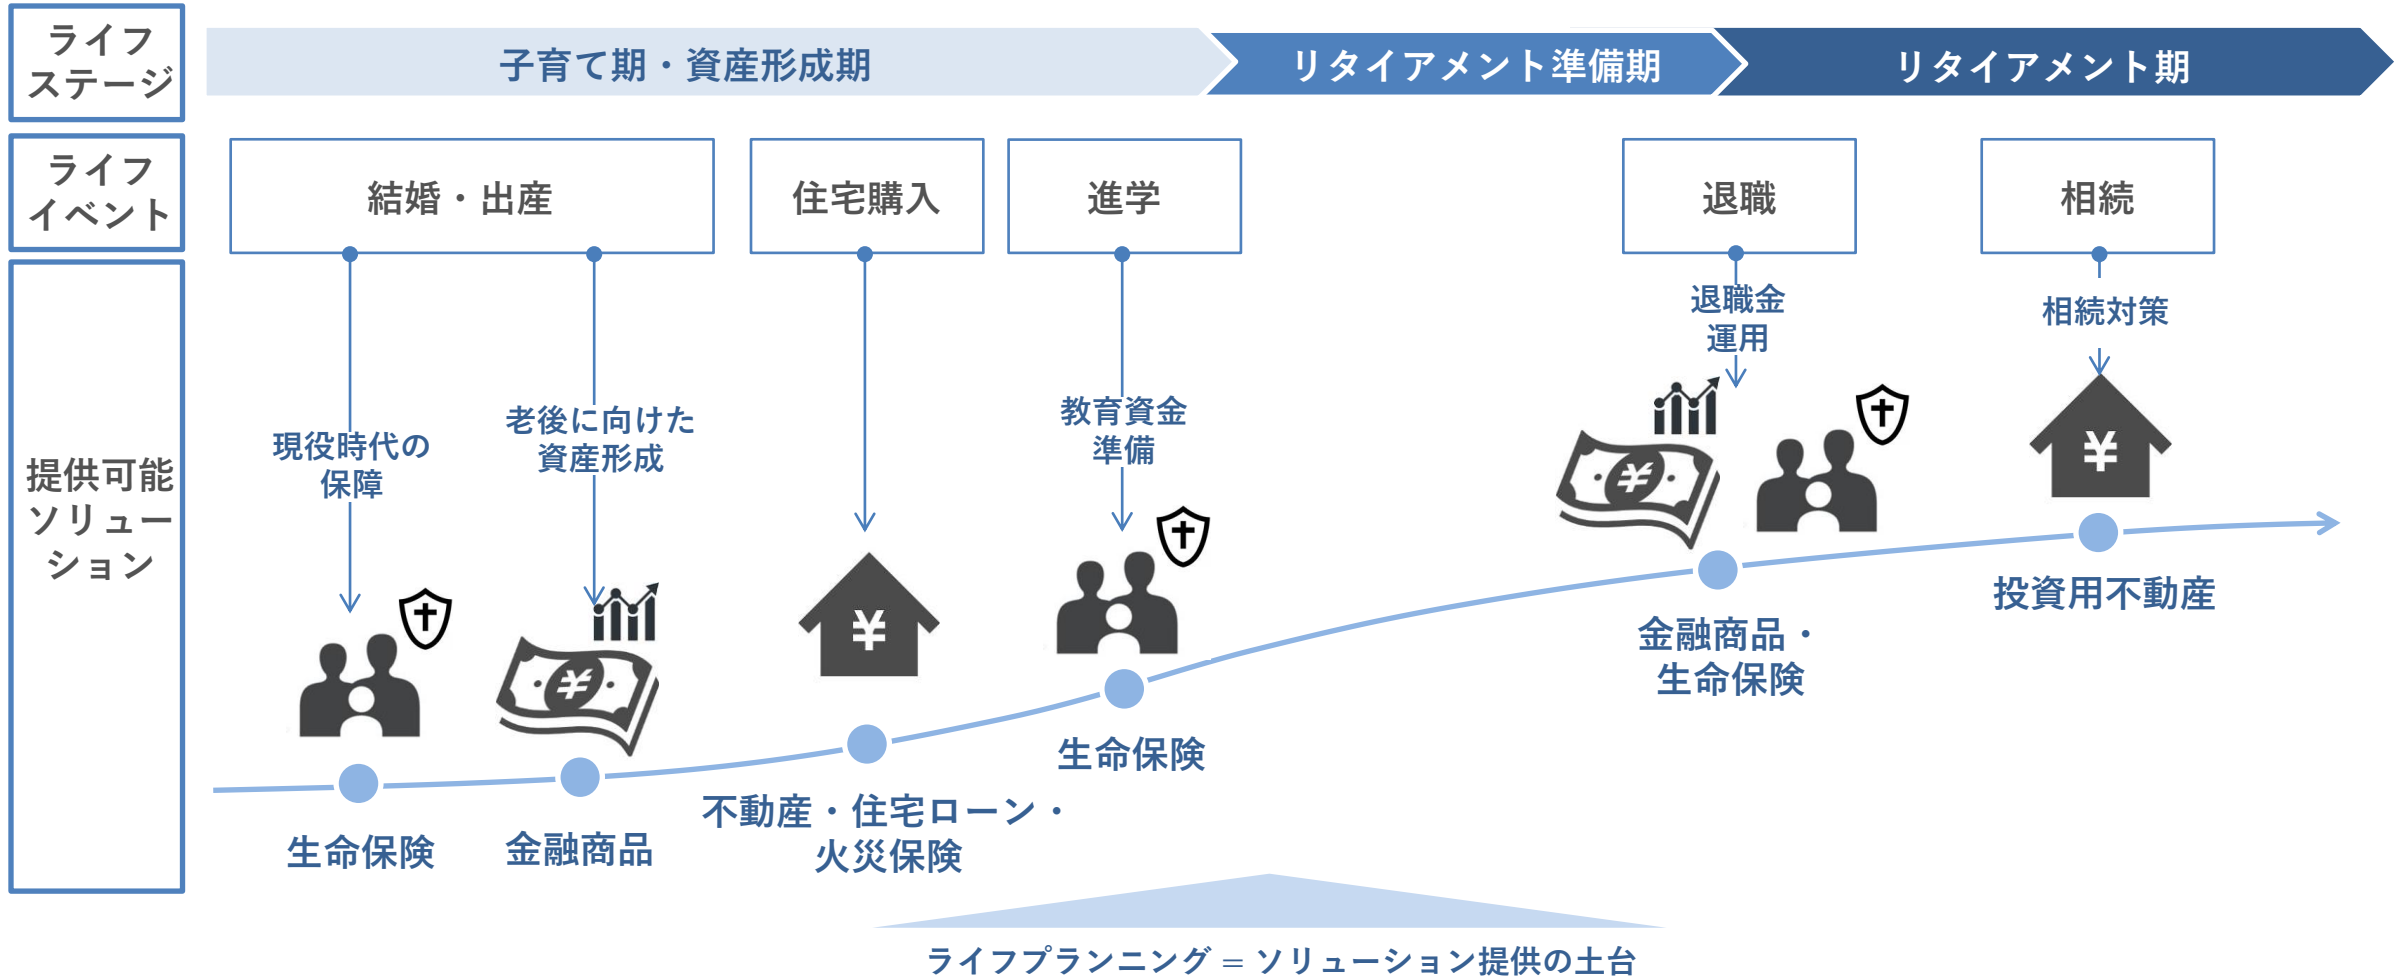 ライフ
ステージ
子育て期・資産形成期
リタイアメント準備期
リタイアメント期
ライフ
イベント
結婚・出産
住宅購入
進学
退職
相続
提供可能
ソリュー
ション
現役時代の
保障
老後に向けた
資産形成
教育資金
準備
退職金
運用
相続対策
¥
¥
¥
¥
生命保険
金融商品
不動産・住宅ローン・
火災保険
生命保険
金融商品・
生命保険
投資用不動産
ライフプランニング = ソリューション提供の土台